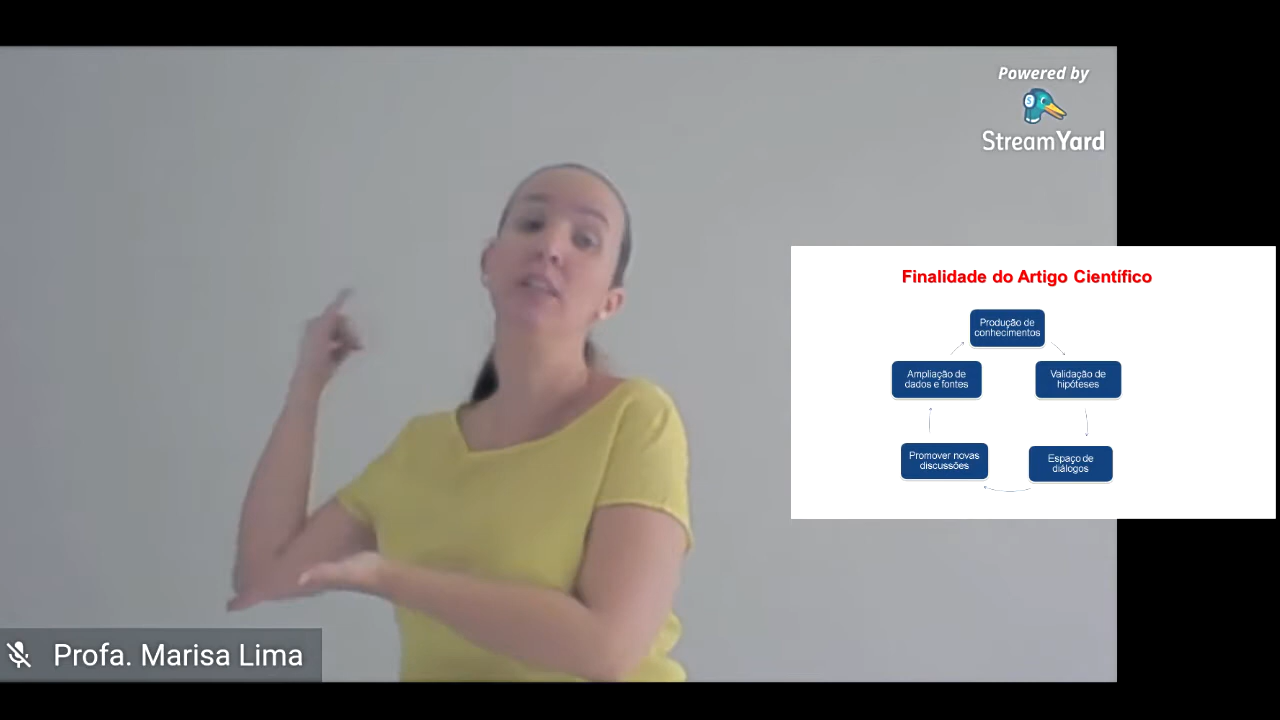 Powered by
StreamYard
Finalidade do Artigo Científico
Produção de
conhecimentos
Validação de
hipóteses
Espaço de
diálogos
Promover novas
discussões
Ampliação de
dados e fontes
Profa. Marisa Lima